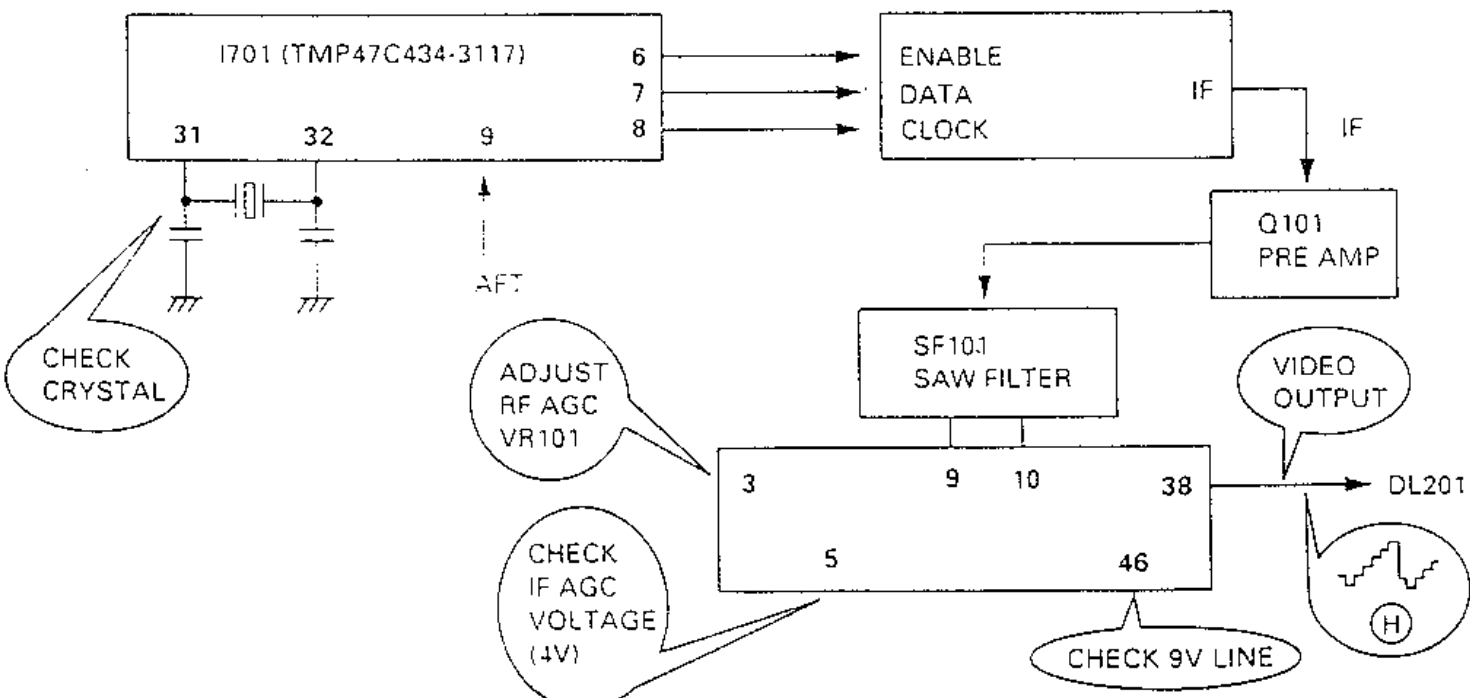 I701 (TMP47C434-3117)
6
7
8
31
32
9
ENABLE
DATA
CLOCK
IF
IF
Q101
PRE AMP
AFT
CHECK
CRYSTAL
SF101
SAW FILTER
ADJUST
RF AGC
VR101
VIDEO
OUTPUT
3
9
10
38
DL201
5
46
CHECK
IF AGC
VOLTAGE
(4V)
H
CHECK 9V LINE